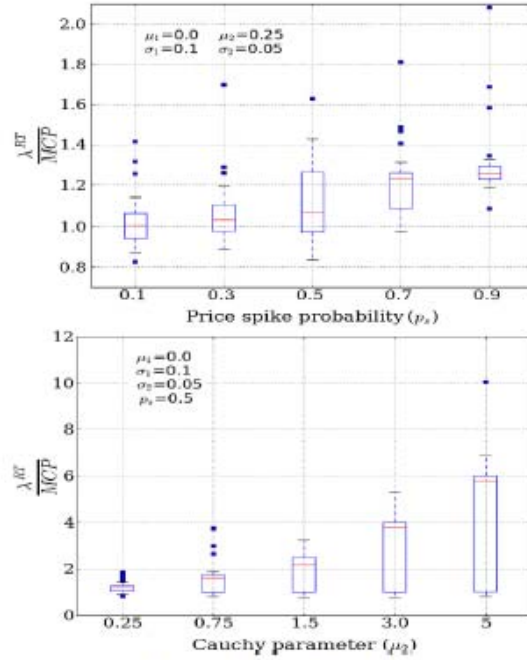 μ₁=0.0 μ₂=0.25
σ₁=0.1 σ₂=0.05
2.0
1.8
1.6
1.4
1.2
1.0
0.8
λ^RT
MCP
0.1 0.3 0.5 0.7 0.9
Price spike probability (pₛ)
μ₁=0.0
σ₁=0.1
σ₂=0.05
pₛ=0.5
12
10
8
6
4
2
0
λ^RT
MCP
0.25 0.75 1.5 3.0 5
Cauchy parameter (μ₂)